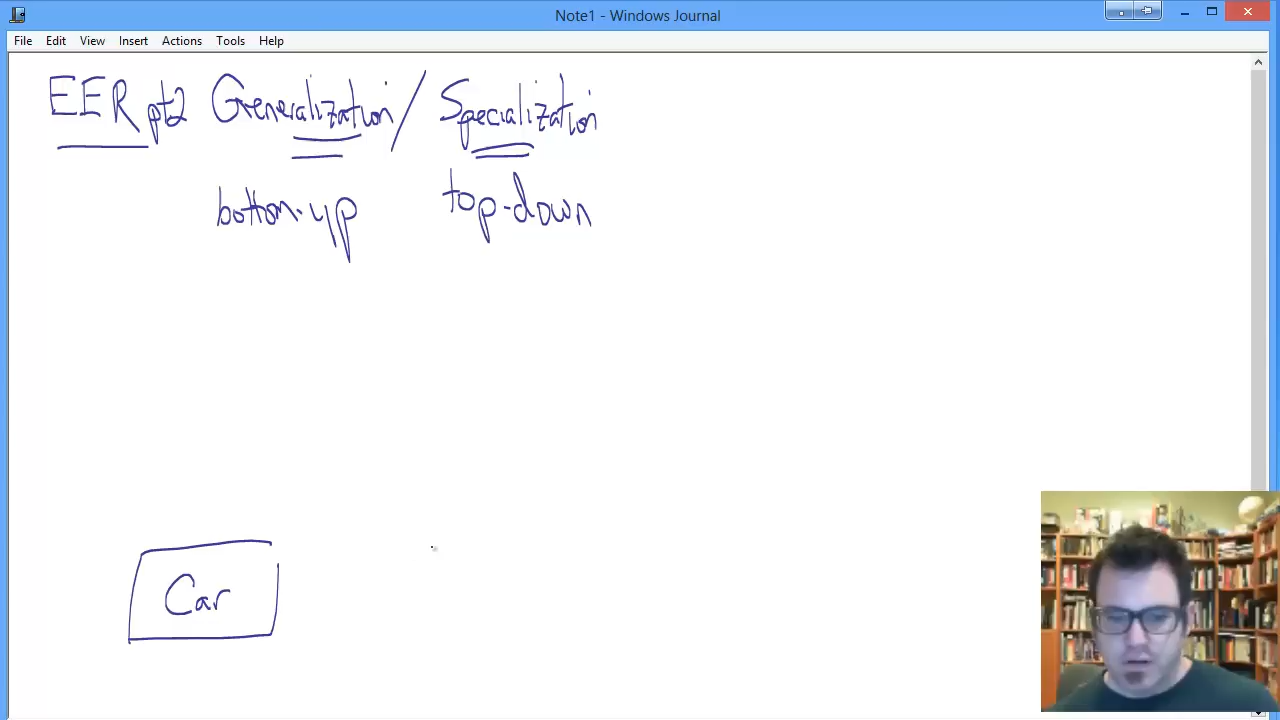 Note1 - Windows Journal
File Edit View Insert Actions Tools Help
EER pt2 Generalization / Specialization
bottom-up top-down
Car